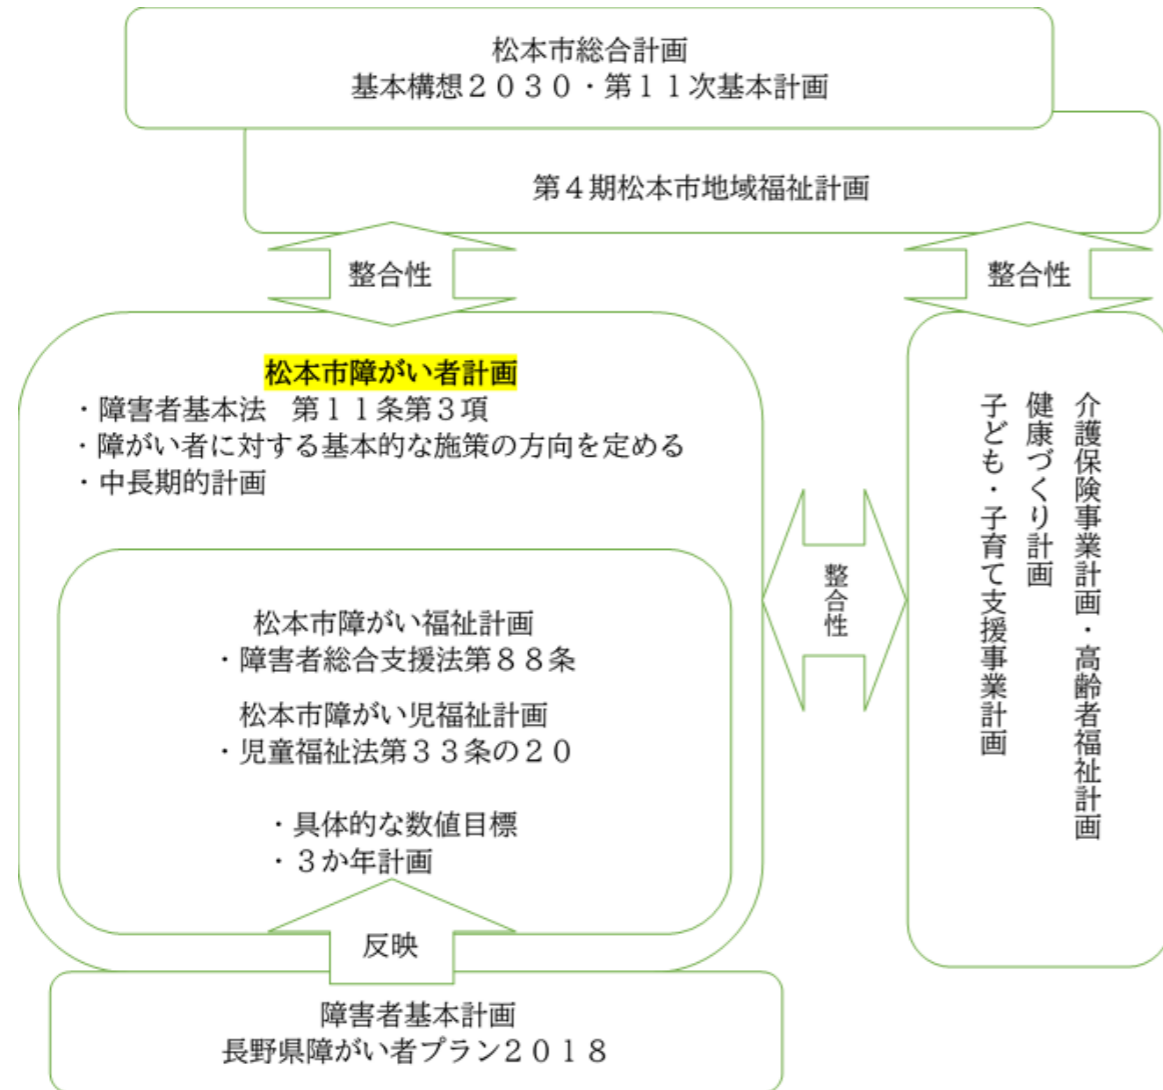 松本市総合計画
基本構想2030・第11次基本計画
第4期松本市地域福祉計画
整合性
整合性
松本市障がい者計画
・障害者基本法　第11条第3項
・障がい者に対する基本的な施策の方向を定める
・中長期的計画
松本市障がい福祉計画
・障害者総合支援法第88条
松本市障がい児福祉計画
・児童福祉法第33条の20
・具体的な数値目標
・3か年計画
整合性
介護保険事業計画・高齢者福祉計画
健康づくり計画
子ども・子育て支援事業計画
反映
障害者基本計画
長野県障がい者プラン2018